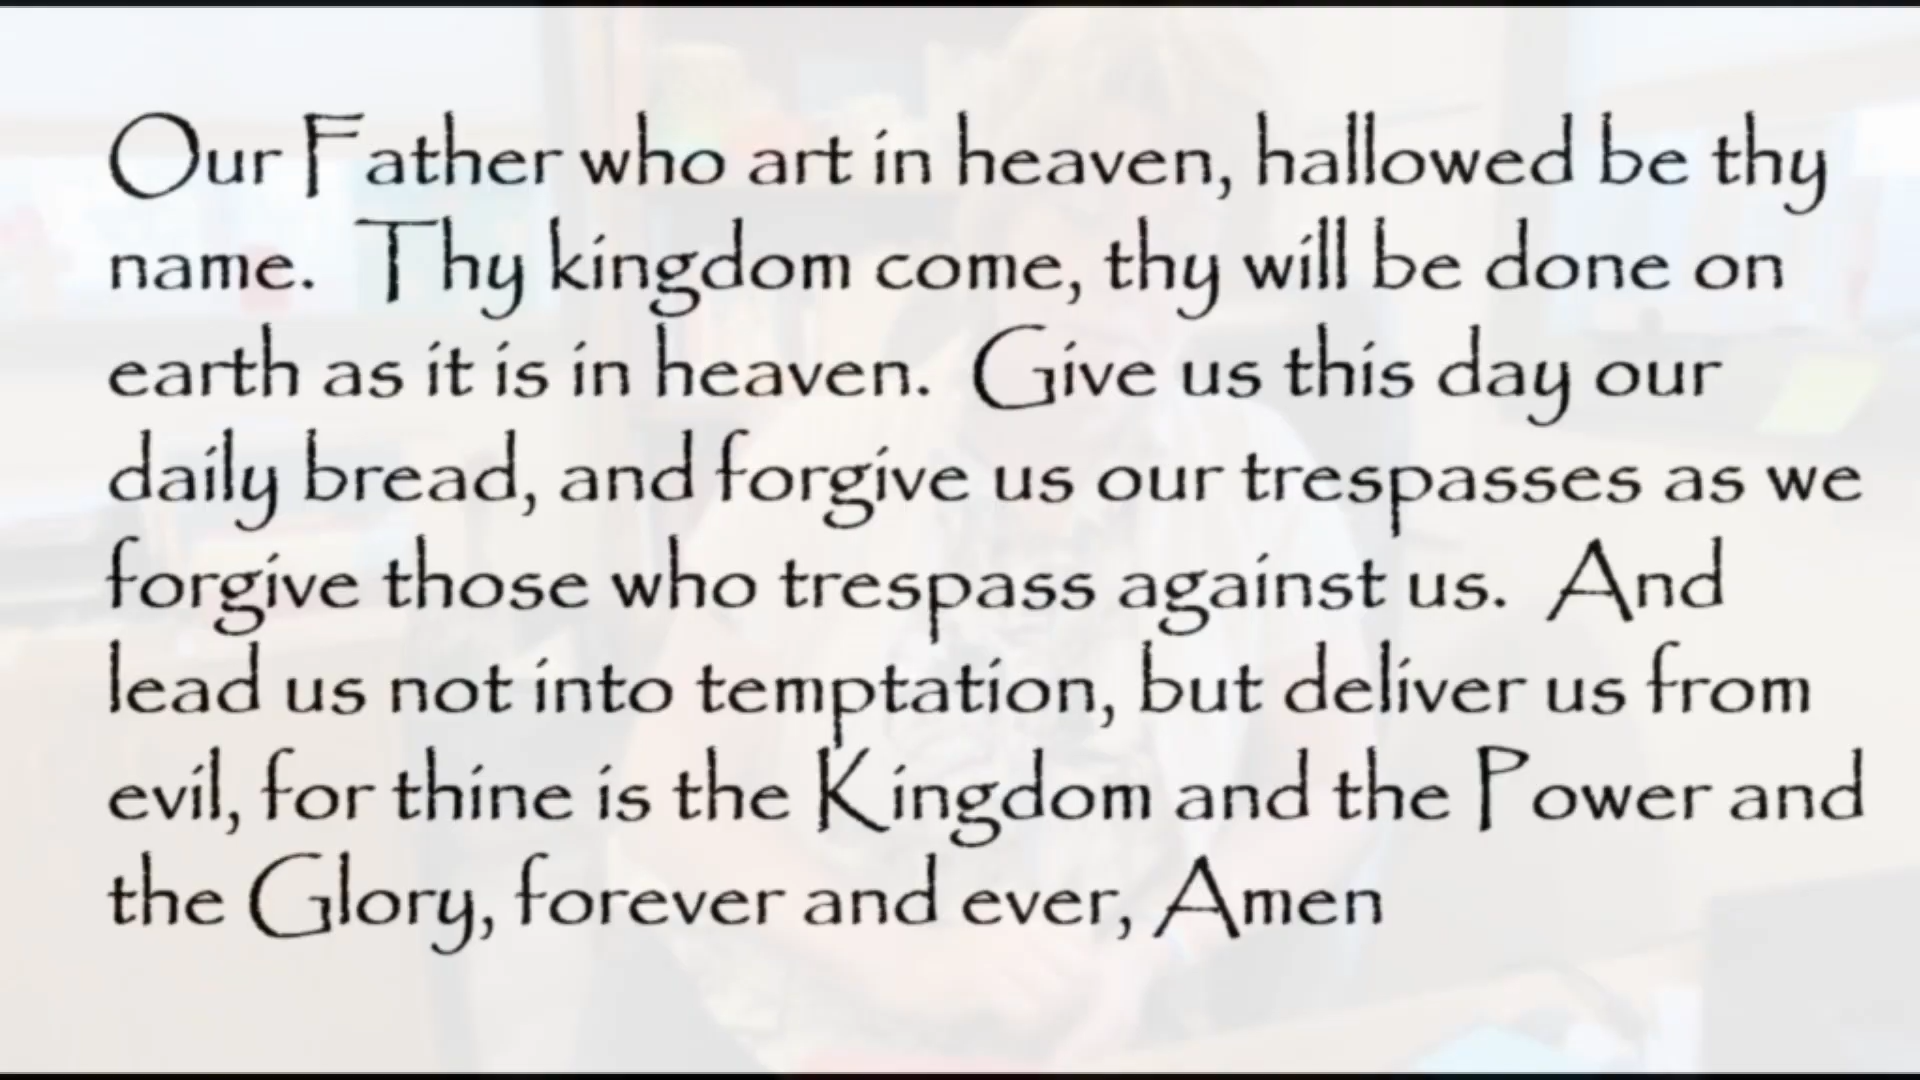 Our Father who art in heaven, hallowed be thy
name.  Thy kingdom come, thy will be done on
earth as it is in heaven.  Give us this day our
daily bread, and forgive us our trespasses as we
forgive those who trespass against us.  And
lead us not into temptation, but deliver us from
evil, for thine is the Kingdom and the Power and
the Glory, forever and ever, Amen